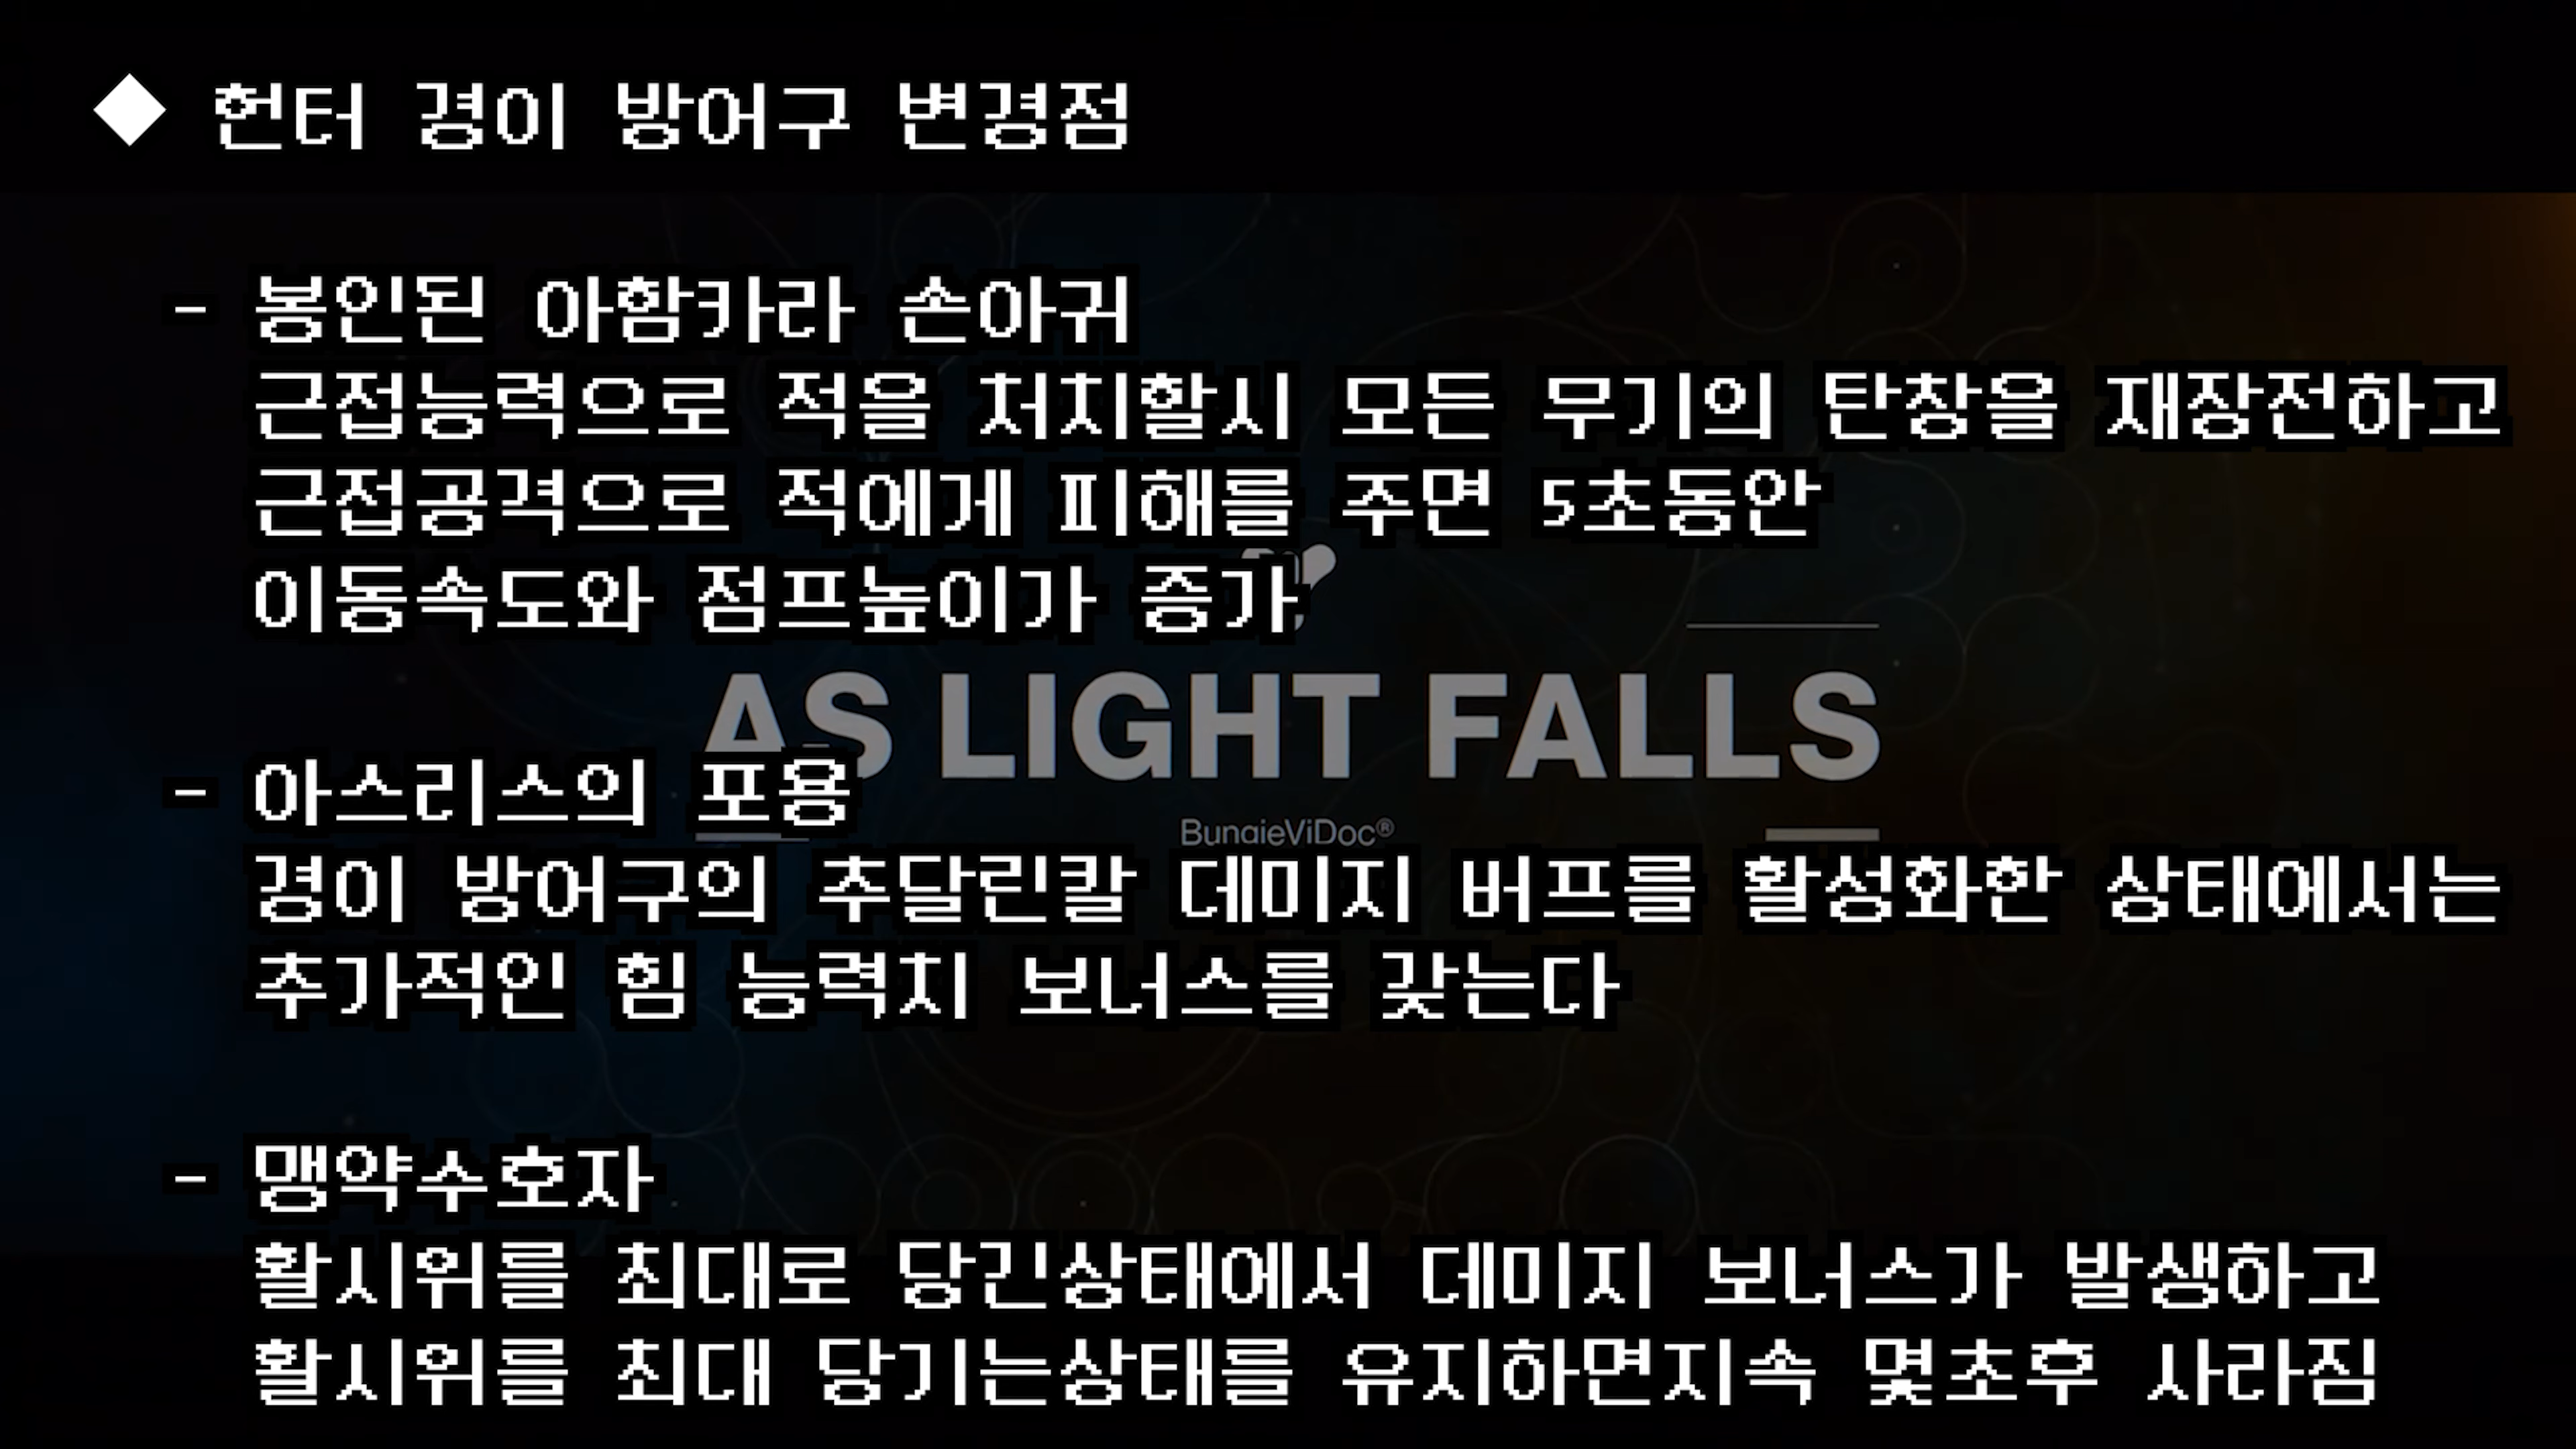 ◆ 헌터 경이 방어구 변경점
- 봉인된 아함카라 손아귀
근접능력으로 적을 처치할시 모든 무기의 탄창을 재장전하고
근접공격으로 적에게 피해를 주면 5초동안
이동속도와 점프높이가 증가
AS LIGHT FALLS
- 아스리스의 포용
BungieViDoc®
경이 방어구의 추달린칼 데미지 버프를 활성화한 상태에서는
추가적인 힘 능력치 보너스를 갖는다
- 맹약수호자
활시위를 최대로 당긴상태에서 데미지 보너스가 발생하고
활시위를 최대 당기는상태를 유지하면지속 몇초후 사라짐